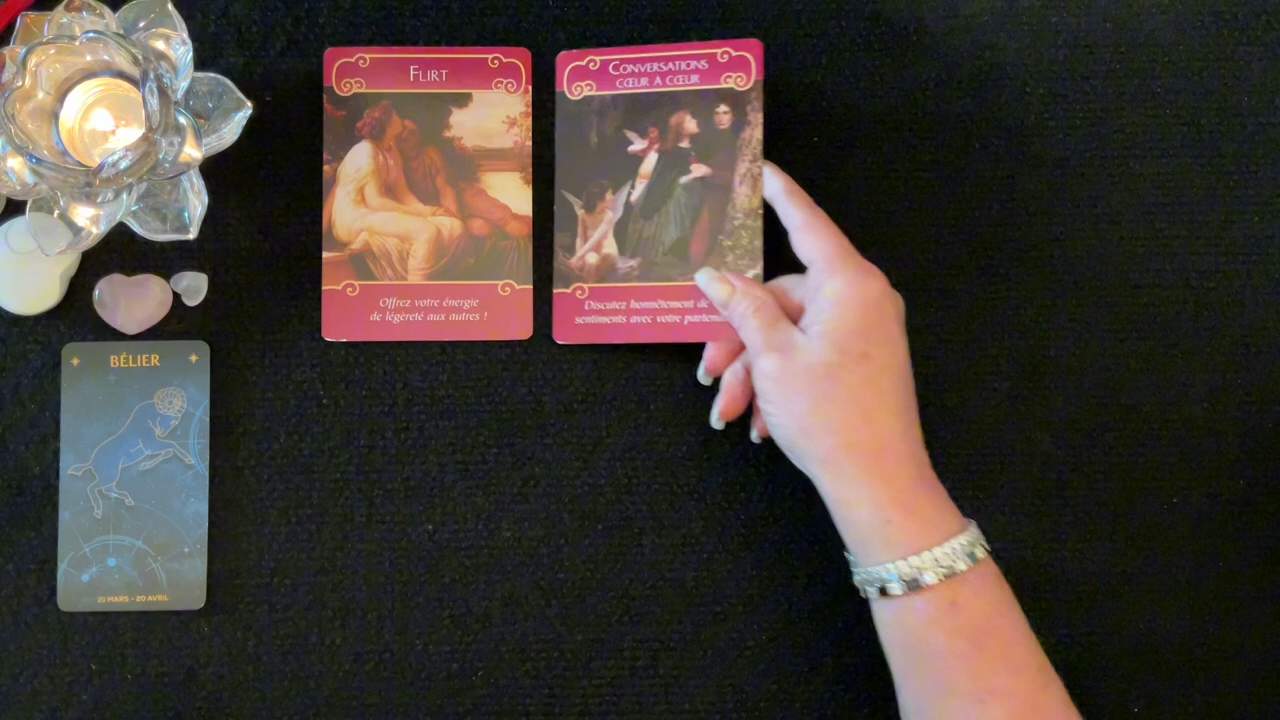 FLIRT
Offrez votre énergie
de légèreté aux autres !
CONVERSATIONS
CŒUR A CŒUR
Discutez honnêtement de
sentiments avec votre
BÉLIER
21 MARS - 20 AVRIL